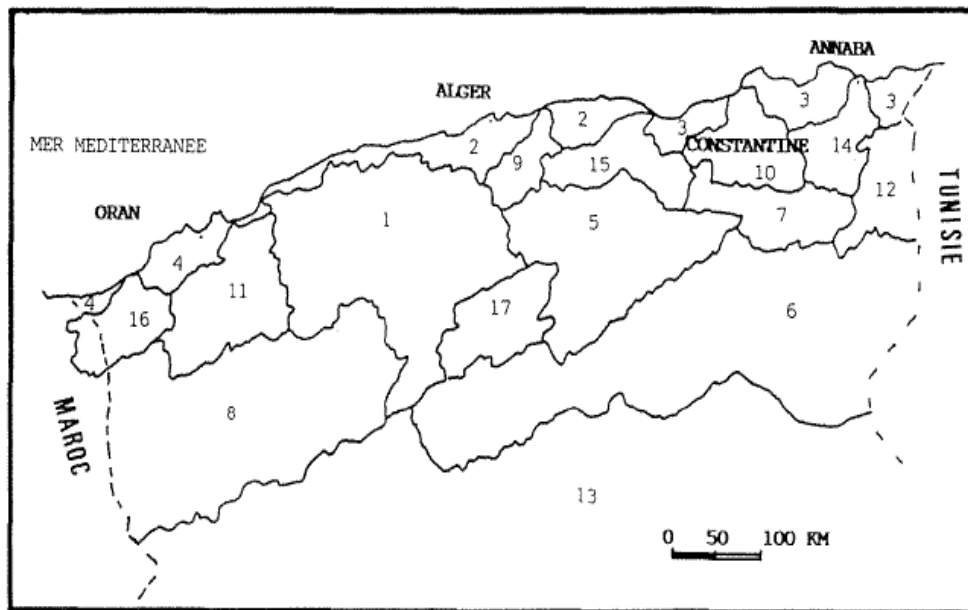 ANNABA
ALGER
MER MEDITERRANEE
CONSTANTINE
ORAN
TUNISIE
MAROC
3
3
2
3
2
9
15
14
10
12
1
5
7
4
11
6
4
16
17
8
13
0 50 100 KM